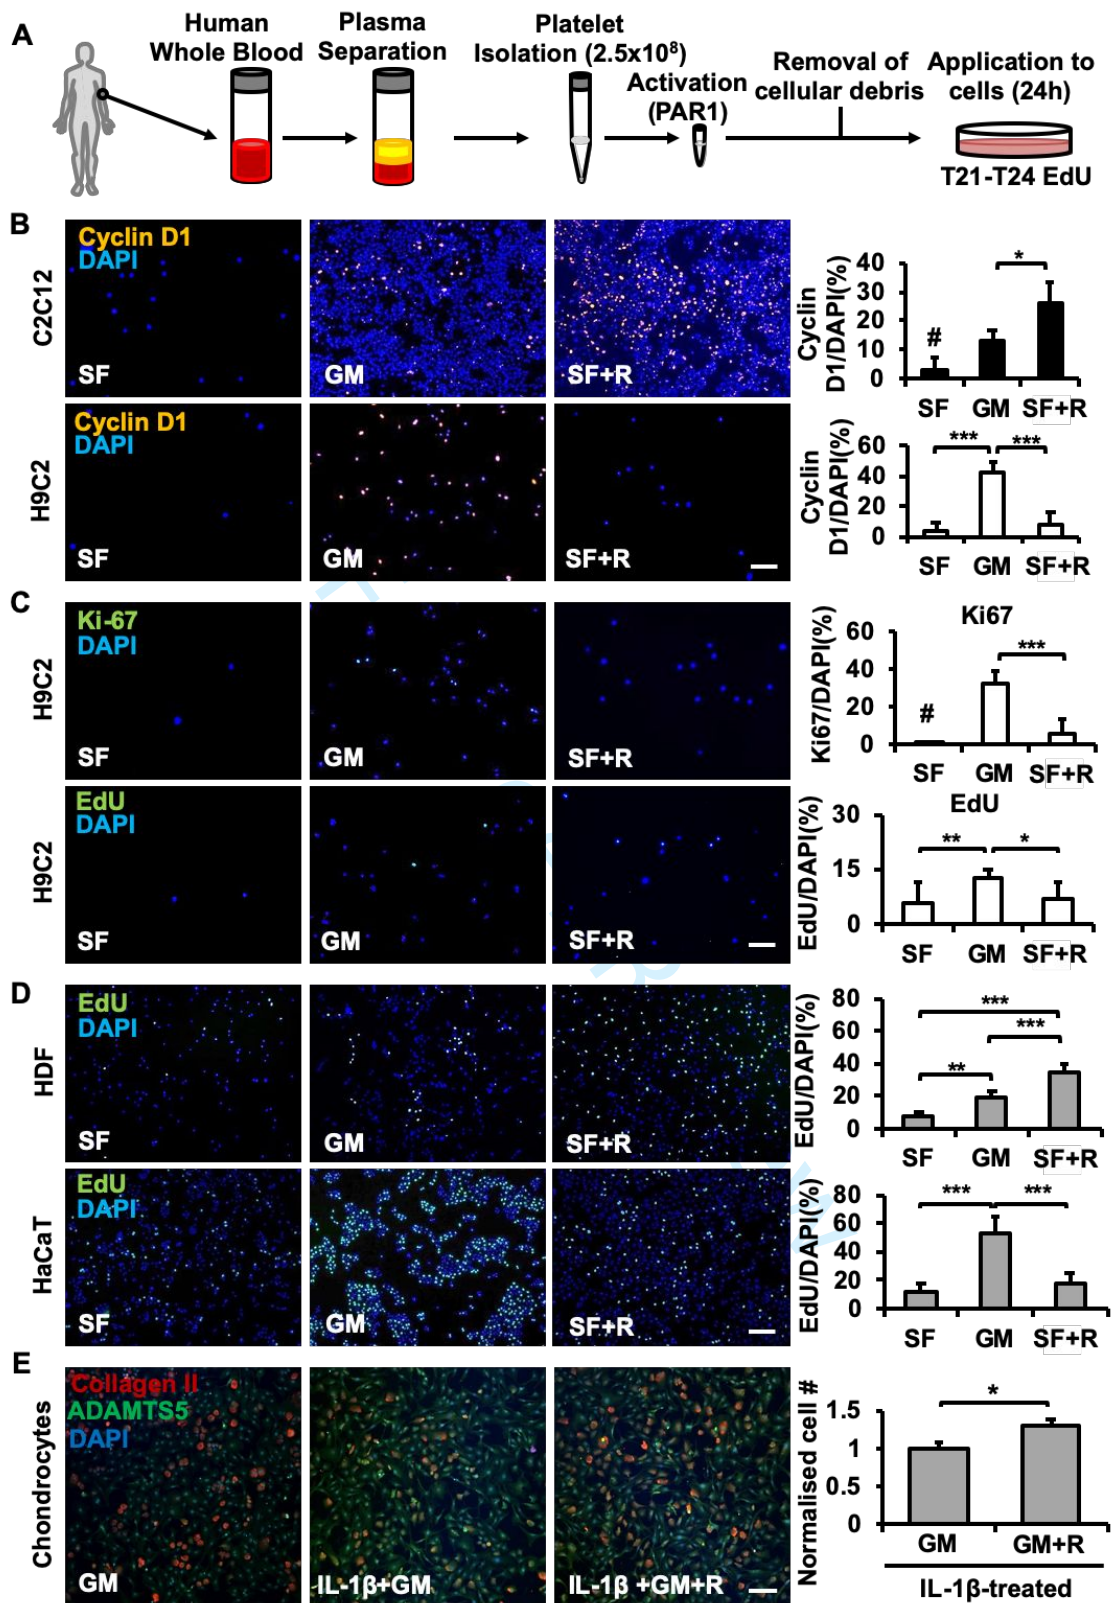 A
Human
Whole Blood
Plasma
Separation
Platelet
Isolation (2.5x10⁸)
Activation
(PAR1)
Removal of
cellular debris
Application to
cells (24h)
T21-T24 EdU
B
C2C12
Cyclin D1
DAPI
SF
GM
SF+R
Cyclin
D1/DAPI(%)
40
30
20
10
0
#
*
SF
GM
SF+R
H9C2
Cyclin D1
DAPI
SF
GM
SF+R
Cyclin
D1/DAPI(%)
60
40
20
0
***
***
SF
GM
SF+R
C
H9C2
Ki-67
DAPI
SF
GM
SF+R
Ki67
Ki67/DAPI(%)
60
40
20
0
#
***
SF
GM
SF+R
H9C2
EdU
DAPI
SF
GM
SF+R
EdU
EdU/DAPI(%)
30
15
0
**
*
SF
GM
SF+R
D
HDF
EdU
DAPI
SF
GM
SF+R
EdU/DAPI(%)
80
60
40
20
0
***
***
**
SF
GM
SF+R
HaCaT
EdU
DAPI
SF
GM
SF+R
EdU/DAPI(%)
80
60
40
20
0
***
***
SF
GM
SF+R
E
Chondrocytes
Collagen II
ADAMTS5
DAPI
GM
IL-1β+GM
IL-1β +GM+R
Normalised cell #
1.5
1
0.5
0
*
GM
GM+R
IL-1β-treated